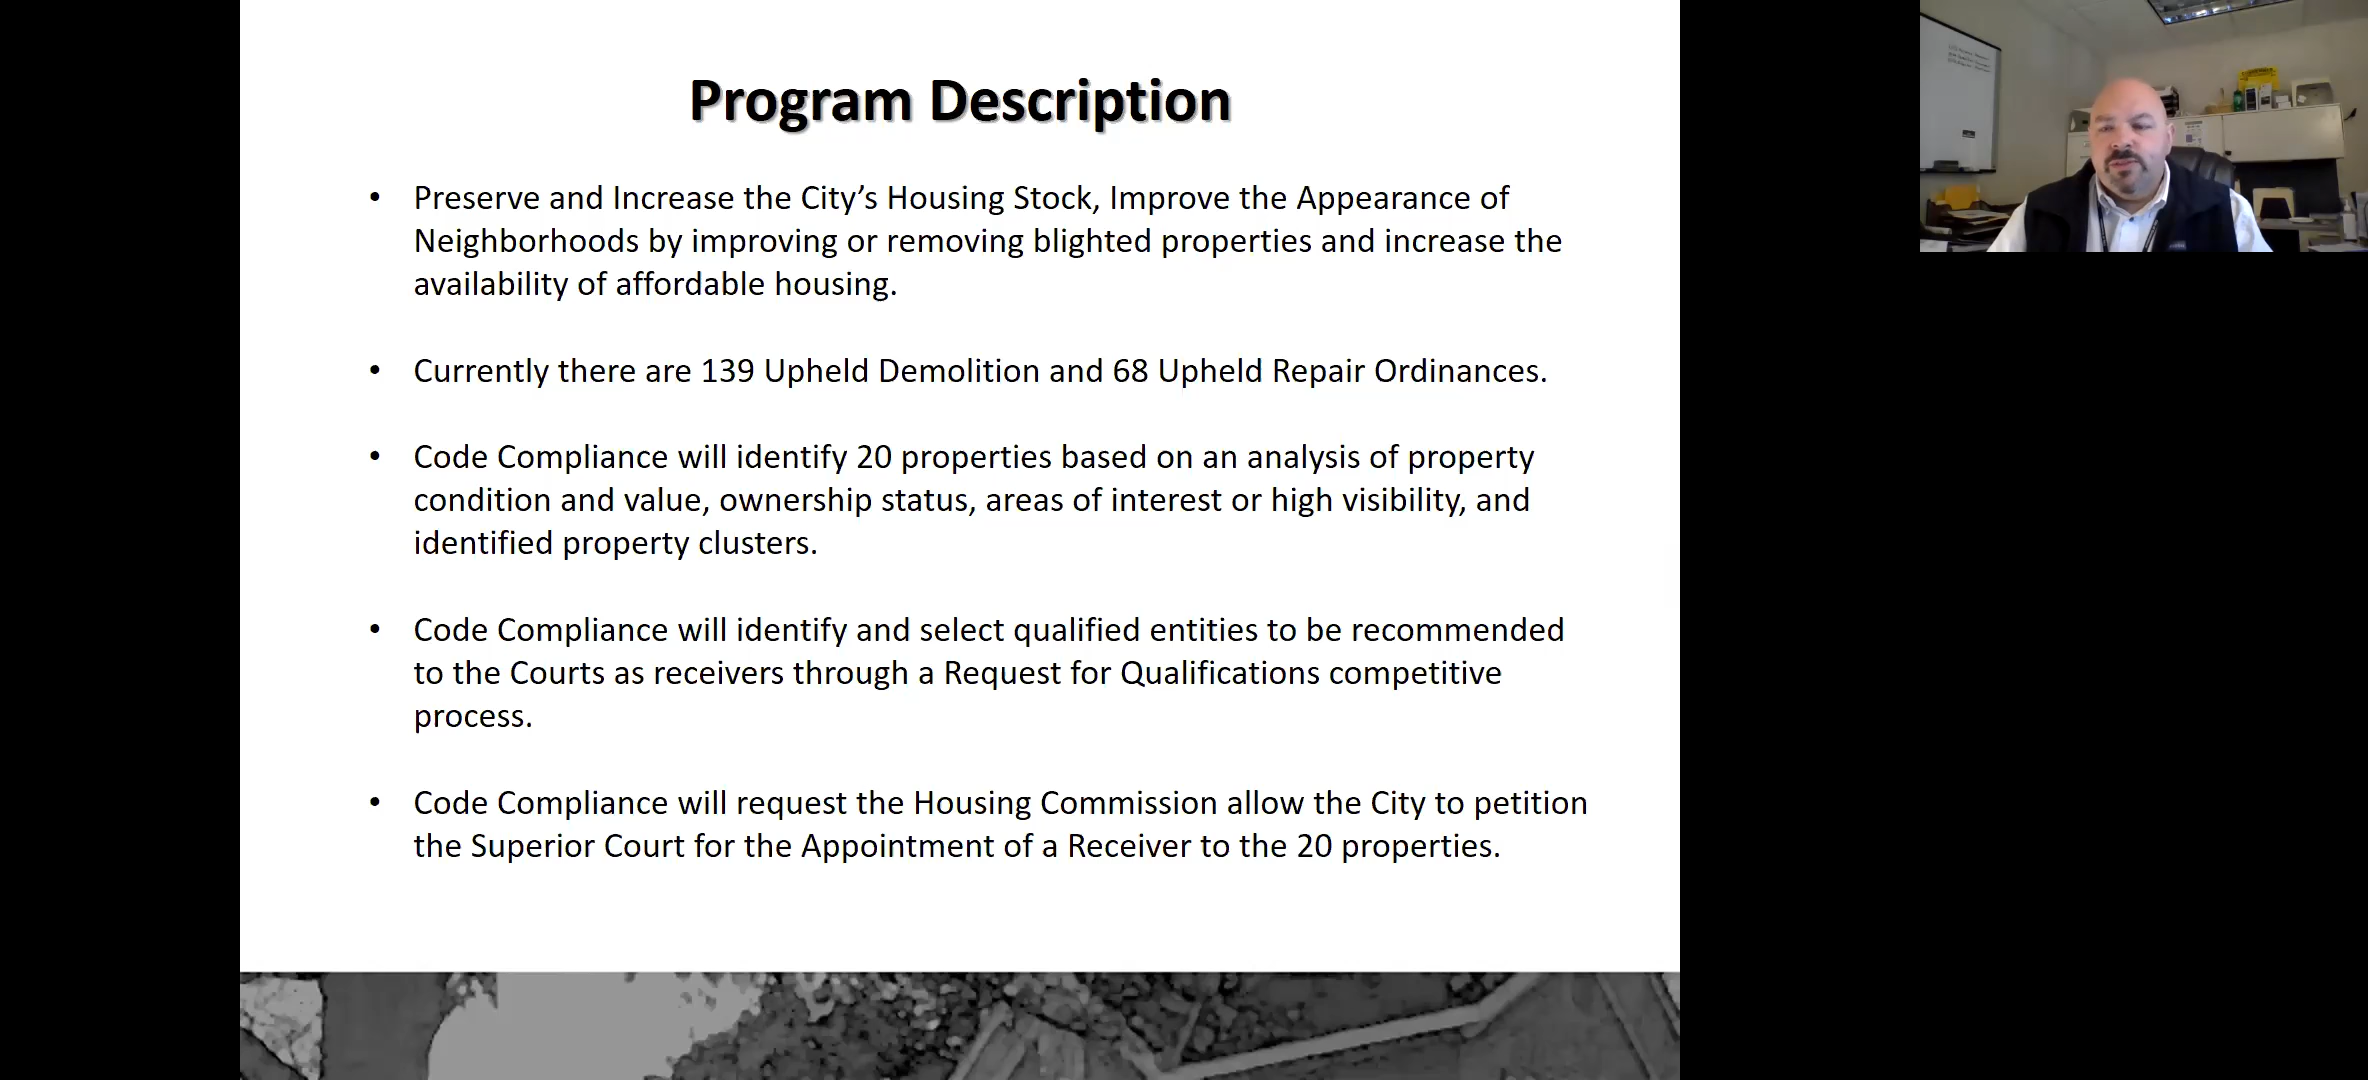 Program Description
• Preserve and Increase the City’s Housing Stock, Improve the Appearance of
Neighborhoods by improving or removing blighted properties and increase the
availability of affordable housing.
• Currently there are 139 Upheld Demolition and 68 Upheld Repair Ordinances.
• Code Compliance will identify 20 properties based on an analysis of property
condition and value, ownership status, areas of interest or high visibility, and
identified property clusters.
• Code Compliance will identify and select qualified entities to be recommended
to the Courts as receivers through a Request for Qualifications competitive
process.
• Code Compliance will request the Housing Commission allow the City to petition
the Superior Court for the Appointment of a Receiver to the 20 properties.